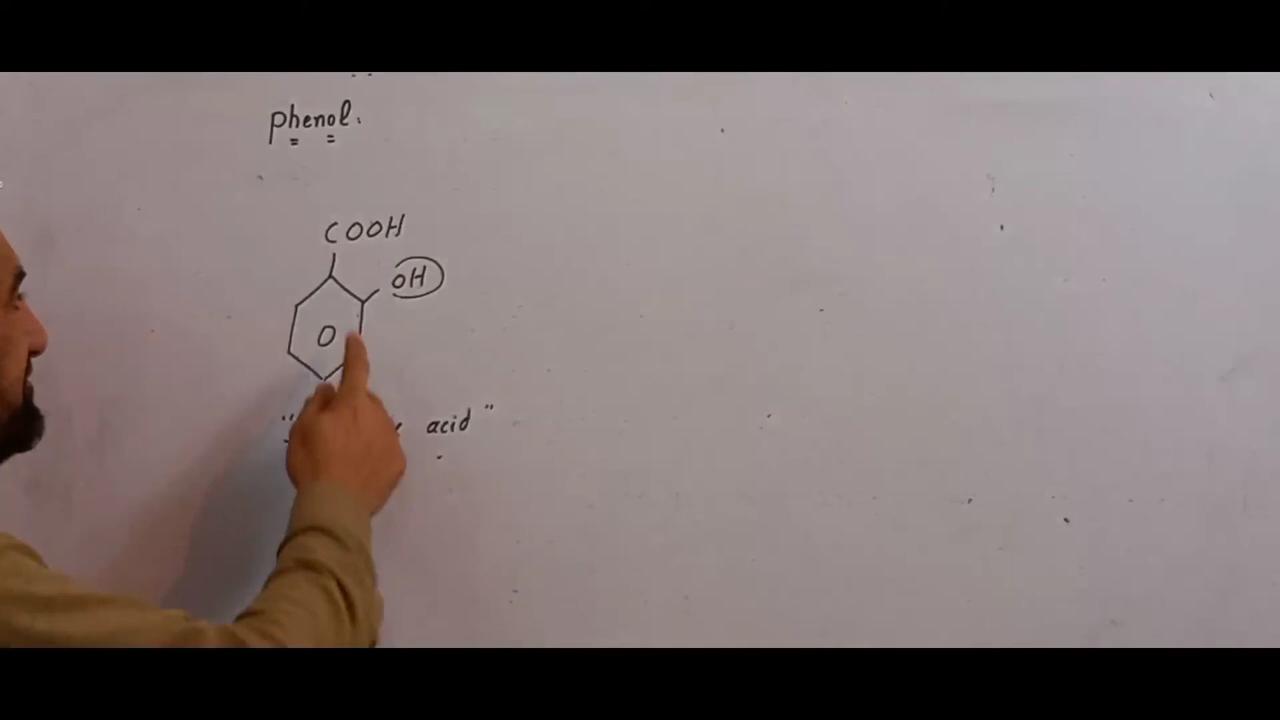 phenol.
COOH
OH
O
" acid "